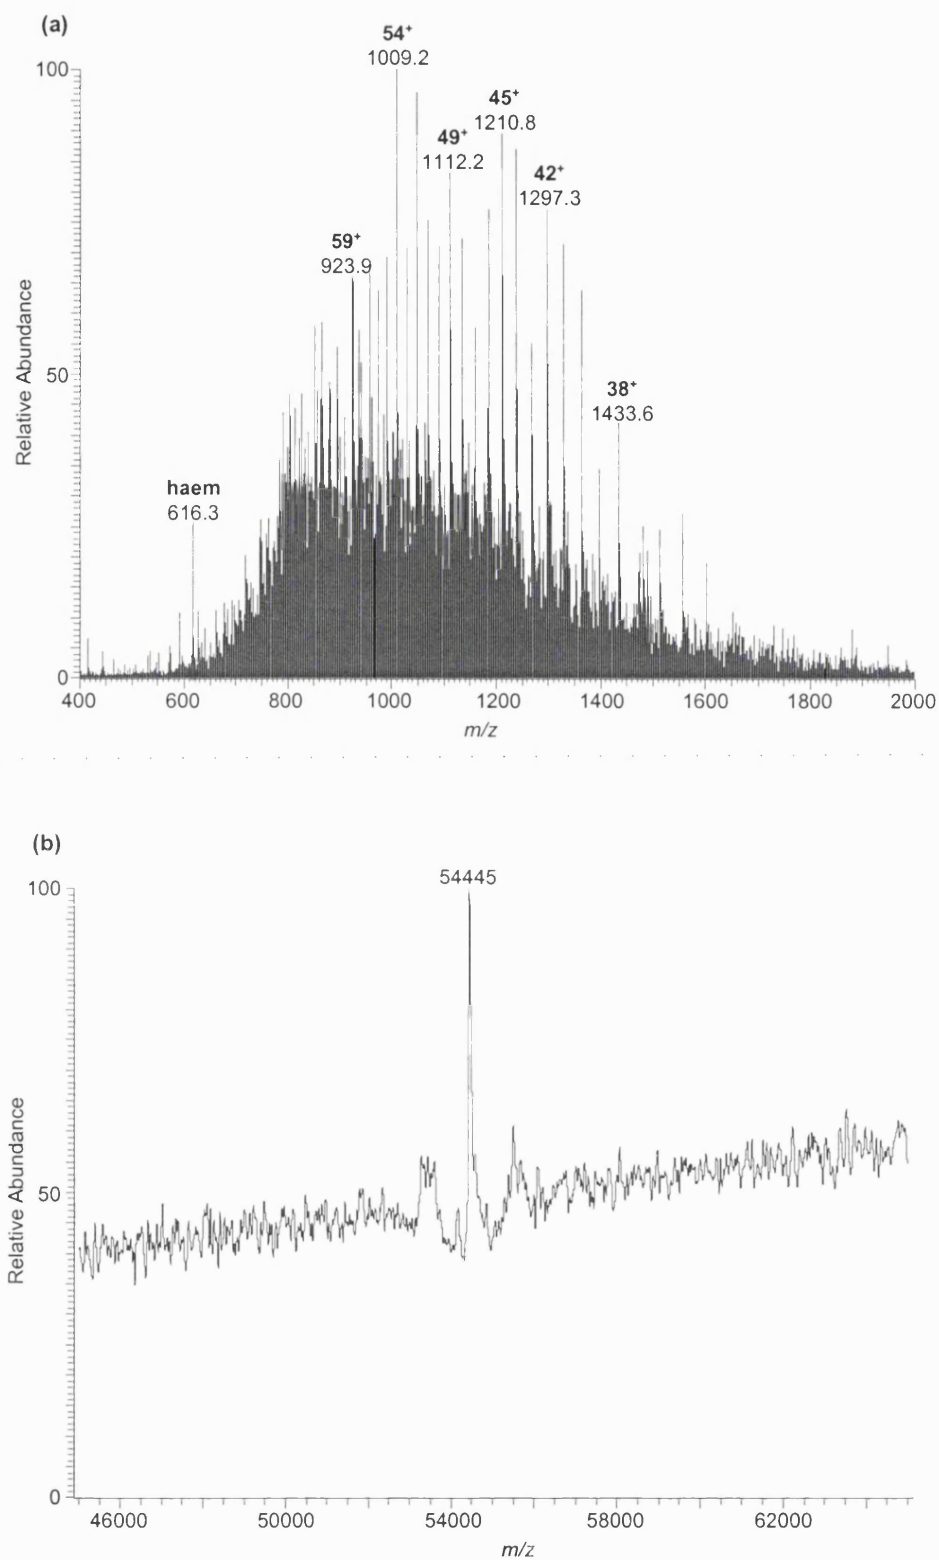 (a)
54⁺
1009.2
100
45⁺
1210.8
49⁺
1112.2
42⁺
1297.3
59⁺
923.9
Relative Abundance
50
38⁺
1433.6
haem
616.3
0
400 600 800 1000 1200 1400 1600 1800 2000
m/z
(b)
54445
100
Relative Abundance
50
0
46000 50000 54000 58000 62000
m/z